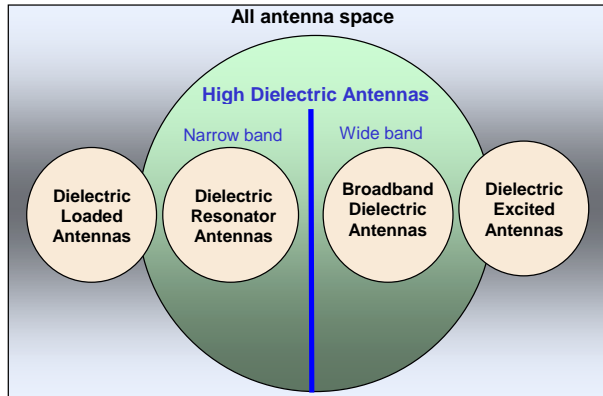 All antenna space
High Dielectric Antennas
Narrow band
Wide band
Dielectric
Loaded
Antennas
Dielectric
Resonator
Antennas
Broadband
Dielectric
Antennas
Dielectric
Excited
Antennas